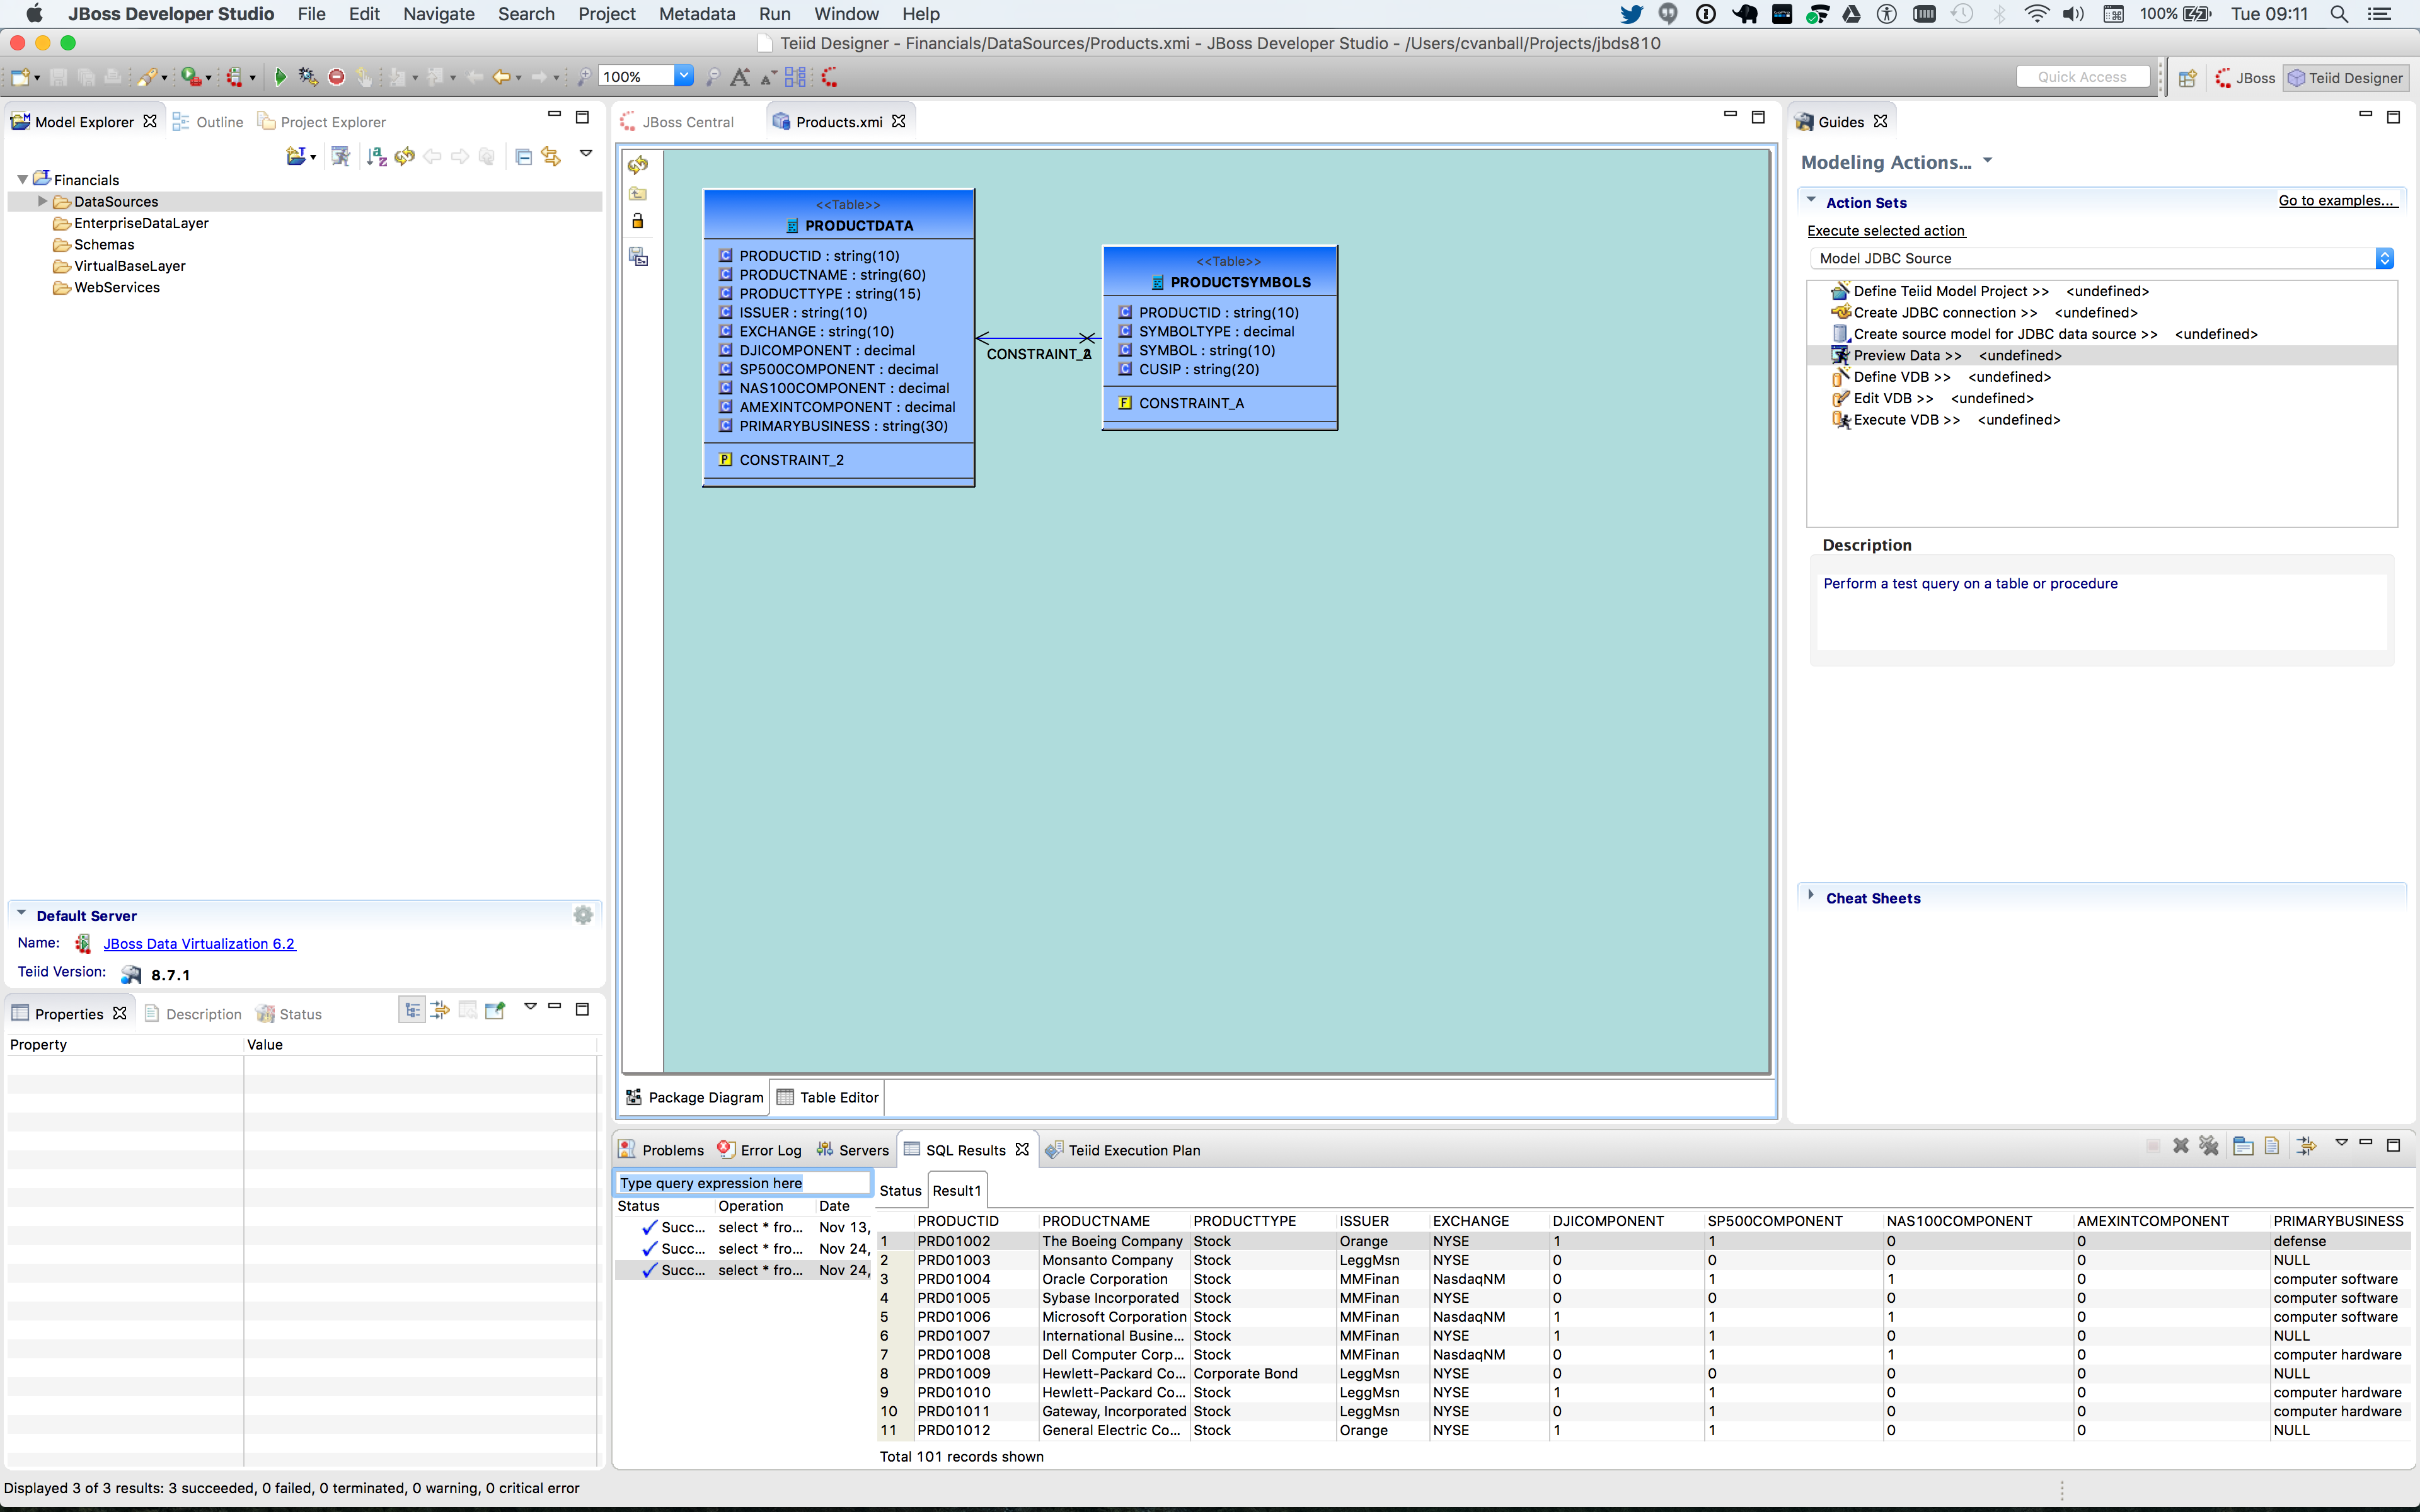 JBoss Developer Studio File Edit Navigate Search Project Metadata Run Window Help 100% Tue 09:11
Teiid Designer - Financials/DataSources/Products.xmi - JBoss Developer Studio - /Users/cvanball/Projects/jbds810
100% Quick Access JBoss Teiid Designer
Model Explorer Outline Project Explorer
Financials
DataSources
EnterpriseDataLayer
Schemas
VirtualBaseLayer
WebServices
Default Server
Name: JBoss Data Virtualization 6.2
Teiid Version: 8.7.1
Properties Description Status
Property Value
JBoss Central Products.xmi
<<Table>>
PRODUCTDATA
PRODUCTID : string(10)
PRODUCTNAME : string(60)
PRODUCTTYPE : string(15)
ISSUER : string(10)
EXCHANGE : string(10)
DJICOMPONENT : decimal
SP500COMPONENT : decimal
NAS100COMPONENT : decimal
AMEXINTCOMPONENT : decimal
PRIMARYBUSINESS : string(30)
P CONSTRAINT_2
<<Table>>
PRODUCTSYMBOLS
PRODUCTID : string(10)
SYMBOLTYPE : decimal
SYMBOL : string(10)
CUSIP : string(20)
F CONSTRAINT_A
Package Diagram Table Editor
Guides
Modeling Actions...
Action Sets Go to examples...
Execute selected action
Model JDBC Source
Define Teiid Model Project >> <undefined>
Create JDBC connection >> <undefined>
Create source model for JDBC data source >> <undefined>
Preview Data >> <undefined>
Define VDB >> <undefined>
Edit VDB >> <undefined>
Execute VDB >> <undefined>
Description
Perform a test query on a table or procedure
Cheat Sheets
Problems Error Log Servers SQL Results Teiid Execution Plan
Type query expression here
Status Operation Date
Succ... select * fro... Nov 13,
Succ... select * fro... Nov 24,
Succ... select * fro... Nov 24,
Status Result1
PRODUCTID PRODUCTNAME PRODUCTTYPE ISSUER EXCHANGE DJICOMPONENT SP500COMPONENT NAS100COMPONENT AMEXINTCOMPONENT PRIMARYBUSINESS
1 PRD01002 The Boeing Company Stock Orange NYSE 1 1 0 0 defense
2 PRD01003 Monsanto Company Stock LeggMsn NYSE 0 0 0 0 NULL
3 PRD01004 Oracle Corporation Stock MMFinan NasdaqNM 0 1 1 0 computer software
4 PRD01005 Sybase Incorporated Stock MMFinan NYSE 0 0 0 0 computer software
5 PRD01006 Microsoft Corporation Stock MMFinan NasdaqNM 1 1 1 0 computer software
6 PRD01007 International Busine... Stock MMFinan NYSE 1 1 0 0 NULL
7 PRD01008 Dell Computer Corp... Stock MMFinan NasdaqNM 0 1 1 0 computer hardware
8 PRD01009 Hewlett-Packard Co... Corporate Bond LeggMsn NYSE 0 0 0 0 NULL
9 PRD01010 Hewlett-Packard Co... Stock LeggMsn NYSE 1 1 0 0 computer hardware
10 PRD01011 Gateway, Incorporated Stock LeggMsn NYSE 0 1 0 0 computer hardware
11 PRD01012 General Electric Co... Stock Orange NYSE 1 1 0 0 NULL
Total 101 records shown
Displayed 3 of 3 results: 3 succeeded, 0 failed, 0 terminated, 0 warning, 0 critical error